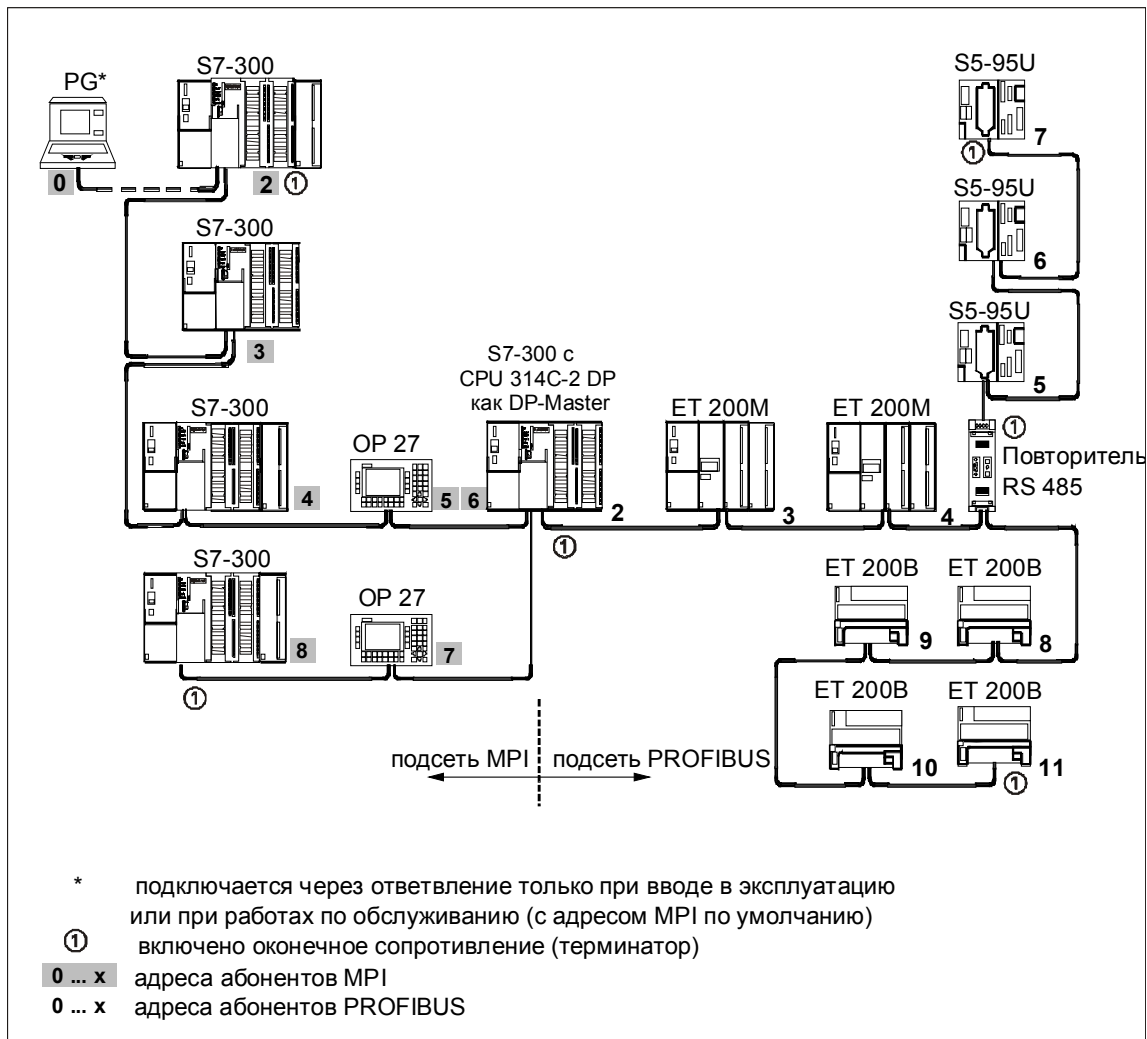 S7-300
PG*
0
2 ①
S7-300
3
S7-300
4
OP 27
5 6
S7-300 с
CPU 314C-2 DP
как DP-Master
①
2
ET 200M
3
ET 200M
4
S5-95U
① 7
S5-95U
6
S5-95U
5
①
Повторитель
RS 485
S7-300
8
①
OP 27
7
ET 200B
9
ET 200B
8
ET 200B
10
ET 200B
11
①
подсеть MPI
подсеть PROFIBUS
* подключается через ответвление только при вводе в эксплуатацию
или при работах по обслуживанию (с адресом MPI по умолчанию)
① включено оконечное сопротивление (терминатор)
0 ... x адреса абонентов MPI
0 ... x адреса абонентов PROFIBUS